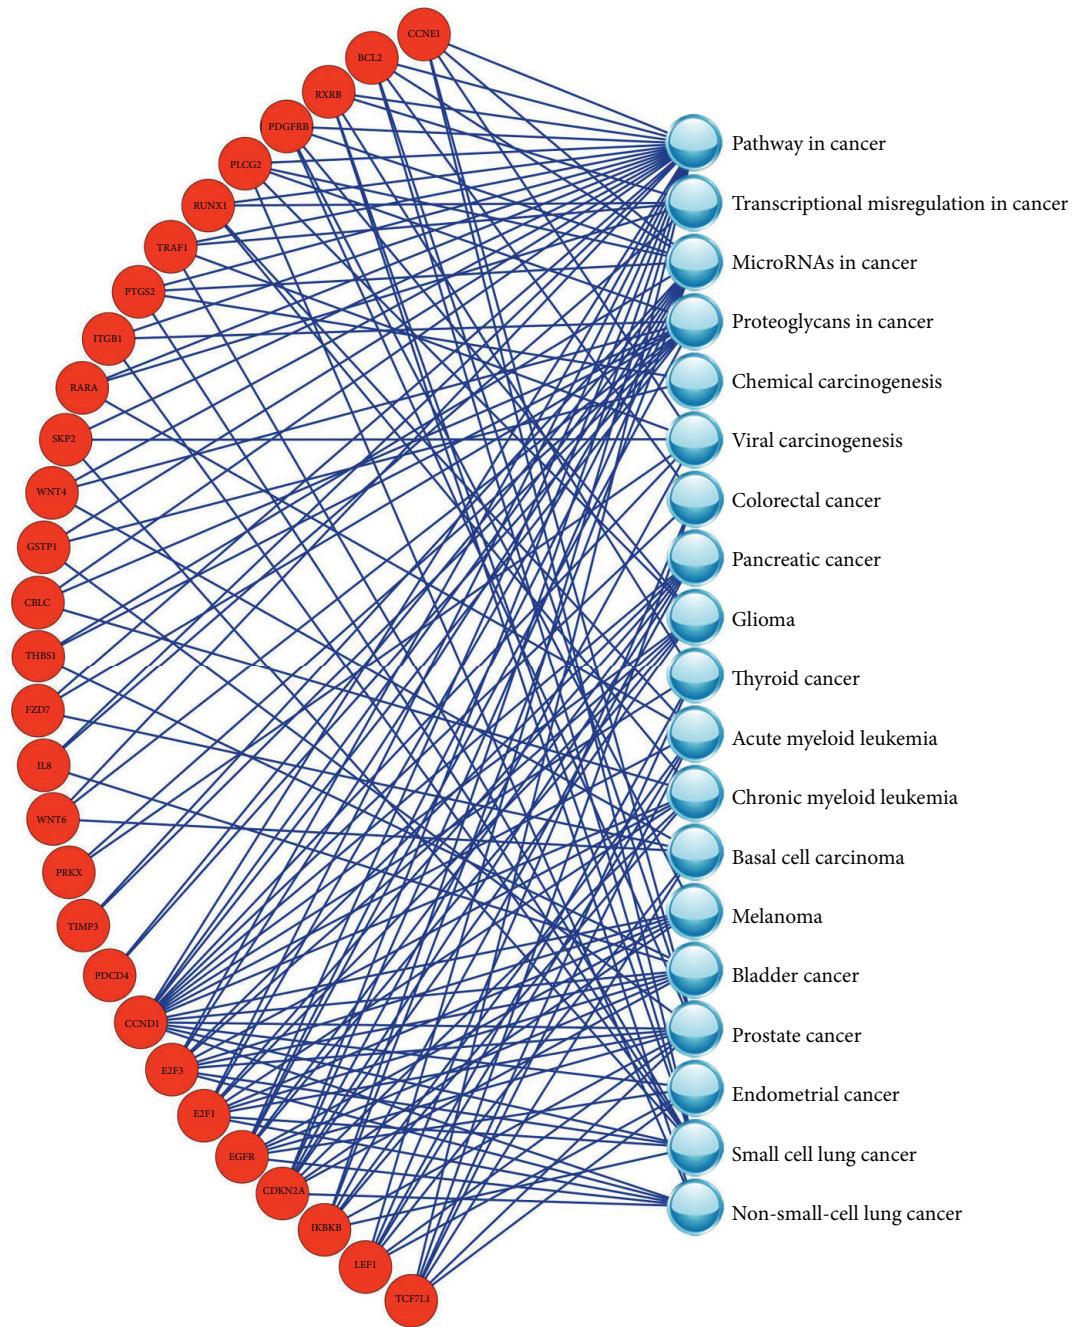 CCNE1
BCL2
RXRB
PDGFRB
PLCG2
RUNX1
TRAF1
PTGS2
ITGB1
RARA
SKP2
WNT4
GSTP1
CBLC
THBS1
FZD7
IL8
WNT6
PRKX
TIMP3
PDCD4
CCND1
E2F3
E2F1
EGFR
CDKN2A
IKBKB
LEF1
TCF7L1
Pathway in cancer
Transcriptional misregulation in cancer
MicroRNAs in cancer
Proteoglycans in cancer
Chemical carcinogenesis
Viral carcinogenesis
Colorectal cancer
Pancreatic cancer
Glioma
Thyroid cancer
Acute myeloid leukemia
Chronic myeloid leukemia
Basal cell carcinoma
Melanoma
Bladder cancer
Prostate cancer
Endometrial cancer
Small cell lung cancer
Non-small-cell lung cancer